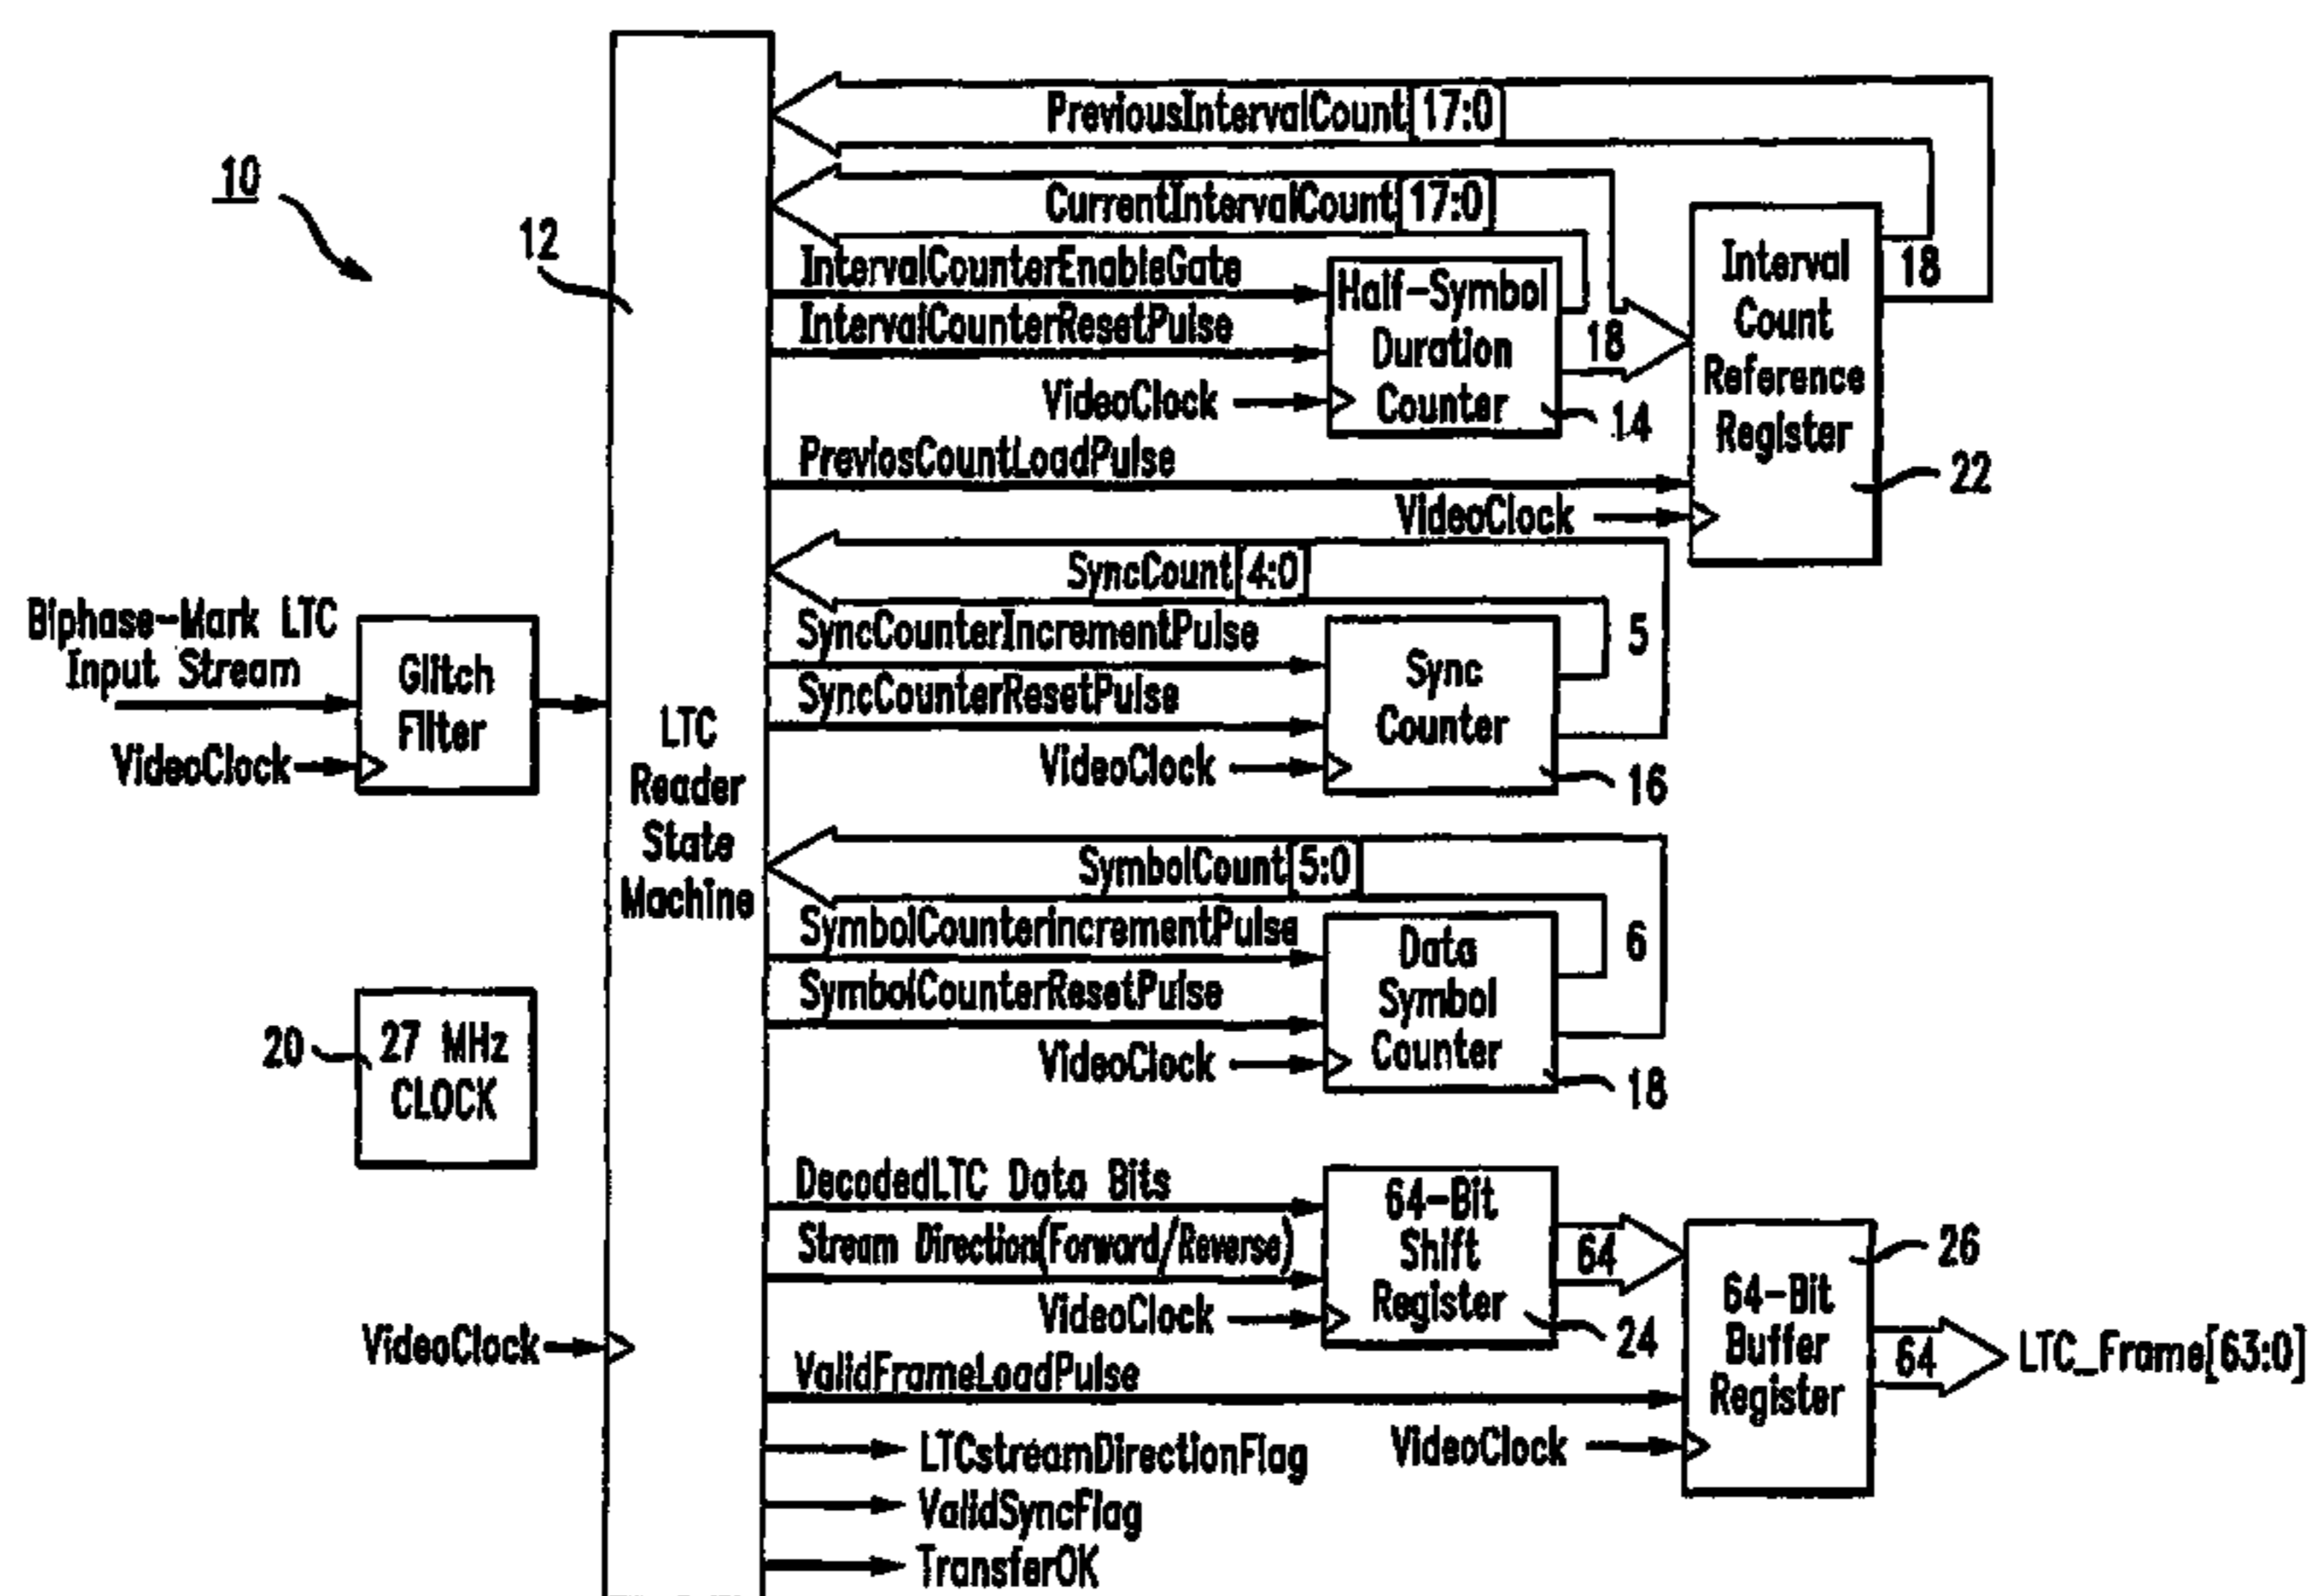 PreviousIntervalCount 17:0
10
CurrentIntervalCount 17:0
12
Interval
Count
Reference
Register
18
IntervalCounterEnableGate
IntervalCounterResetPulse
Half-Symbol
Duration
Counter
18
VideoClock
14
PreviosCountLoadPulse
22
VideoClock
SyncCount 4:0
Biphase-Mark LTC
Input Stream
Glitch
Filter
VideoClock
SyncCounterIncrementPulse
SyncCounterResetPulse
Sync
Counter
5
VideoClock
16
LTC
Reader
State
Machine
SymbolCount 5:0
SymbolCounterincrementPulse
SymbolCounterResetPulse
Data
Symbol
Counter
6
VideoClock
18
20
27 MHz
CLOCK
DecodedLTC Data Bits
Stream Direction(Forward/Reverse)
64-Bit
Shift
Register
64
VideoClock
24
26
64-Bit
Buffer
Register
64
LTC_Frame[63:0]
VideoClock
ValidFrameLoadPulse
VideoClock
LTCstreamDirectionFlag
ValidSyncFlag
TransferOK